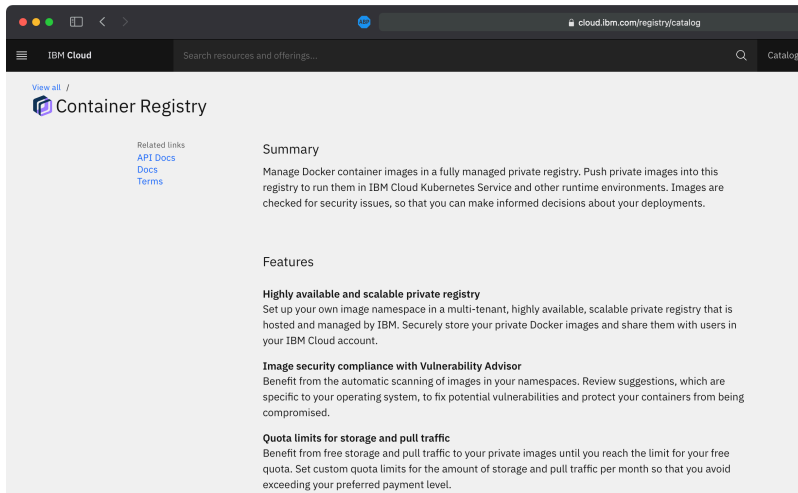 ABP
cloud.ibm.com/registry/catalog
IBM Cloud
Search resources and offerings...
Catalog
View all /
Container Registry
Related links
API Docs
Docs
Terms
Summary
Manage Docker container images in a fully managed private registry. Push private images into this
registry to run them in IBM Cloud Kubernetes Service and other runtime environments. Images are
checked for security issues, so that you can make informed decisions about your deployments.
Features
Highly available and scalable private registry
Set up your own image namespace in a multi-tenant, highly available, scalable private registry that is
hosted and managed by IBM. Securely store your private Docker images and share them with users in
your IBM Cloud account.
Image security compliance with Vulnerability Advisor
Benefit from the automatic scanning of images in your namespaces. Review suggestions, which are
specific to your operating system, to fix potential vulnerabilities and protect your containers from being
compromised.
Quota limits for storage and pull traffic
Benefit from free storage and pull traffic to your private images until you reach the limit for your free
quota. Set custom quota limits for the amount of storage and pull traffic per month so that you avoid
exceeding your preferred payment level.